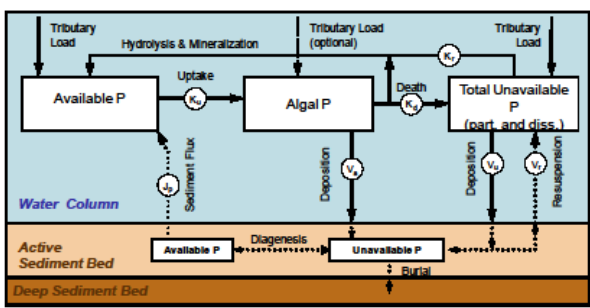 Tributary
Load
Hydrolysis & Mineralization
Tributary Load
(optional)
Tributary
Load
Kr
Uptake
Death
Available P
Ku
Algal P
Kd
Total Unavailable
P
(part. and diss.)
Jp
Sediment Flux
Deposition
Va
Deposition
Vu
Vr
Resuspension
Water Column
Active
Sediment Bed
Available P
Diagenesis
Unavailable P
Burial
Deep Sediment Bed